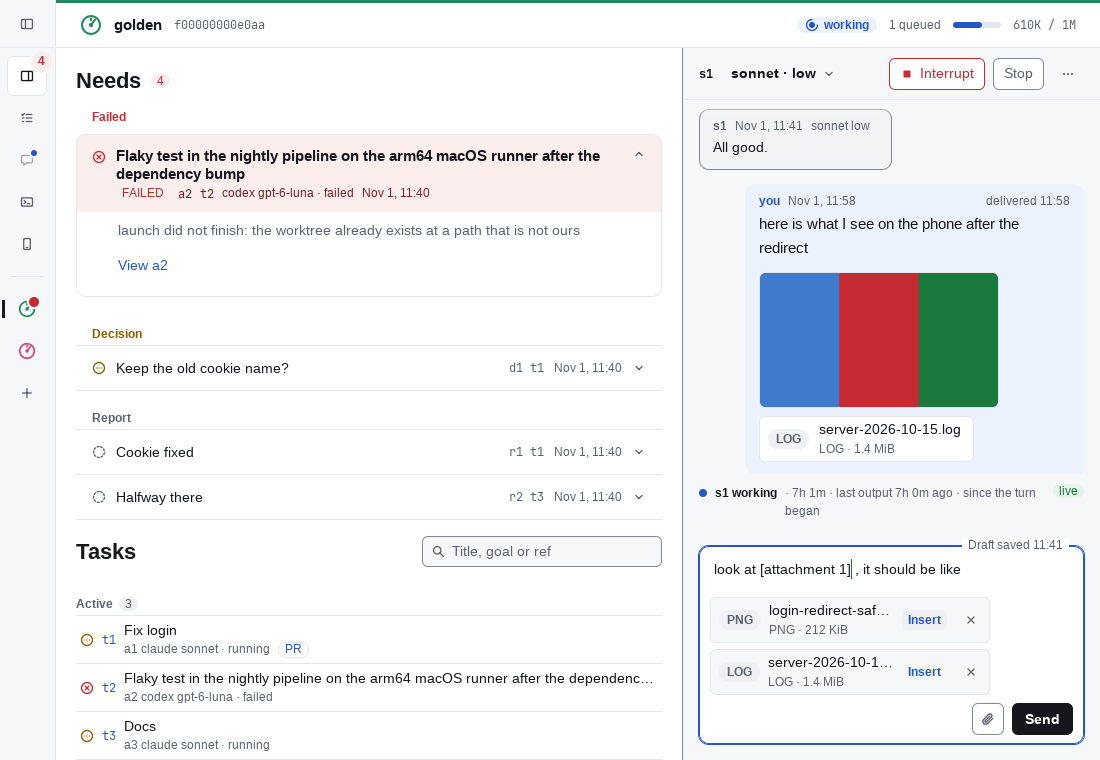 golden f00000000e0aa
working 1 queued 610K / 1M
4
Needs 4
Failed
Flaky test in the nightly pipeline on the arm64 macOS runner after the
dependency bump
FAILED a2 t2 codex gpt-6-luna · failed Nov 1, 11:40
launch did not finish: the worktree already exists at a path that is not ours
View a2
Decision
Keep the old cookie name? d1 t1 Nov 1, 11:40
Report
Cookie fixed r1 t1 Nov 1, 11:40
Halfway there r2 t3 Nov 1, 11:40
Tasks
Title, goal or ref
Active 3
t1 Fix login
a1 claude sonnet · running PR
t2 Flaky test in the nightly pipeline on the arm64 macOS runner after the dependenc…
a2 codex gpt-6-luna · failed
t3 Docs
a3 claude sonnet · running
s1 sonnet · low Interrupt Stop ···
s1 Nov 1, 11:41 sonnet low
All good.
you Nov 1, 11:58 delivered 11:58
here is what I see on the phone after the
redirect
LOG server-2026-10-15.log
LOG · 1.4 MiB
s1 working · 7h 1m · last output 7h 0m ago · since the turn
began
live
Draft saved 11:41
look at [attachment 1] , it should be like
PNG login-redirect-saf… Insert
PNG · 212 KiB
LOG server-2026-10-1… Insert
LOG · 1.4 MiB
Send